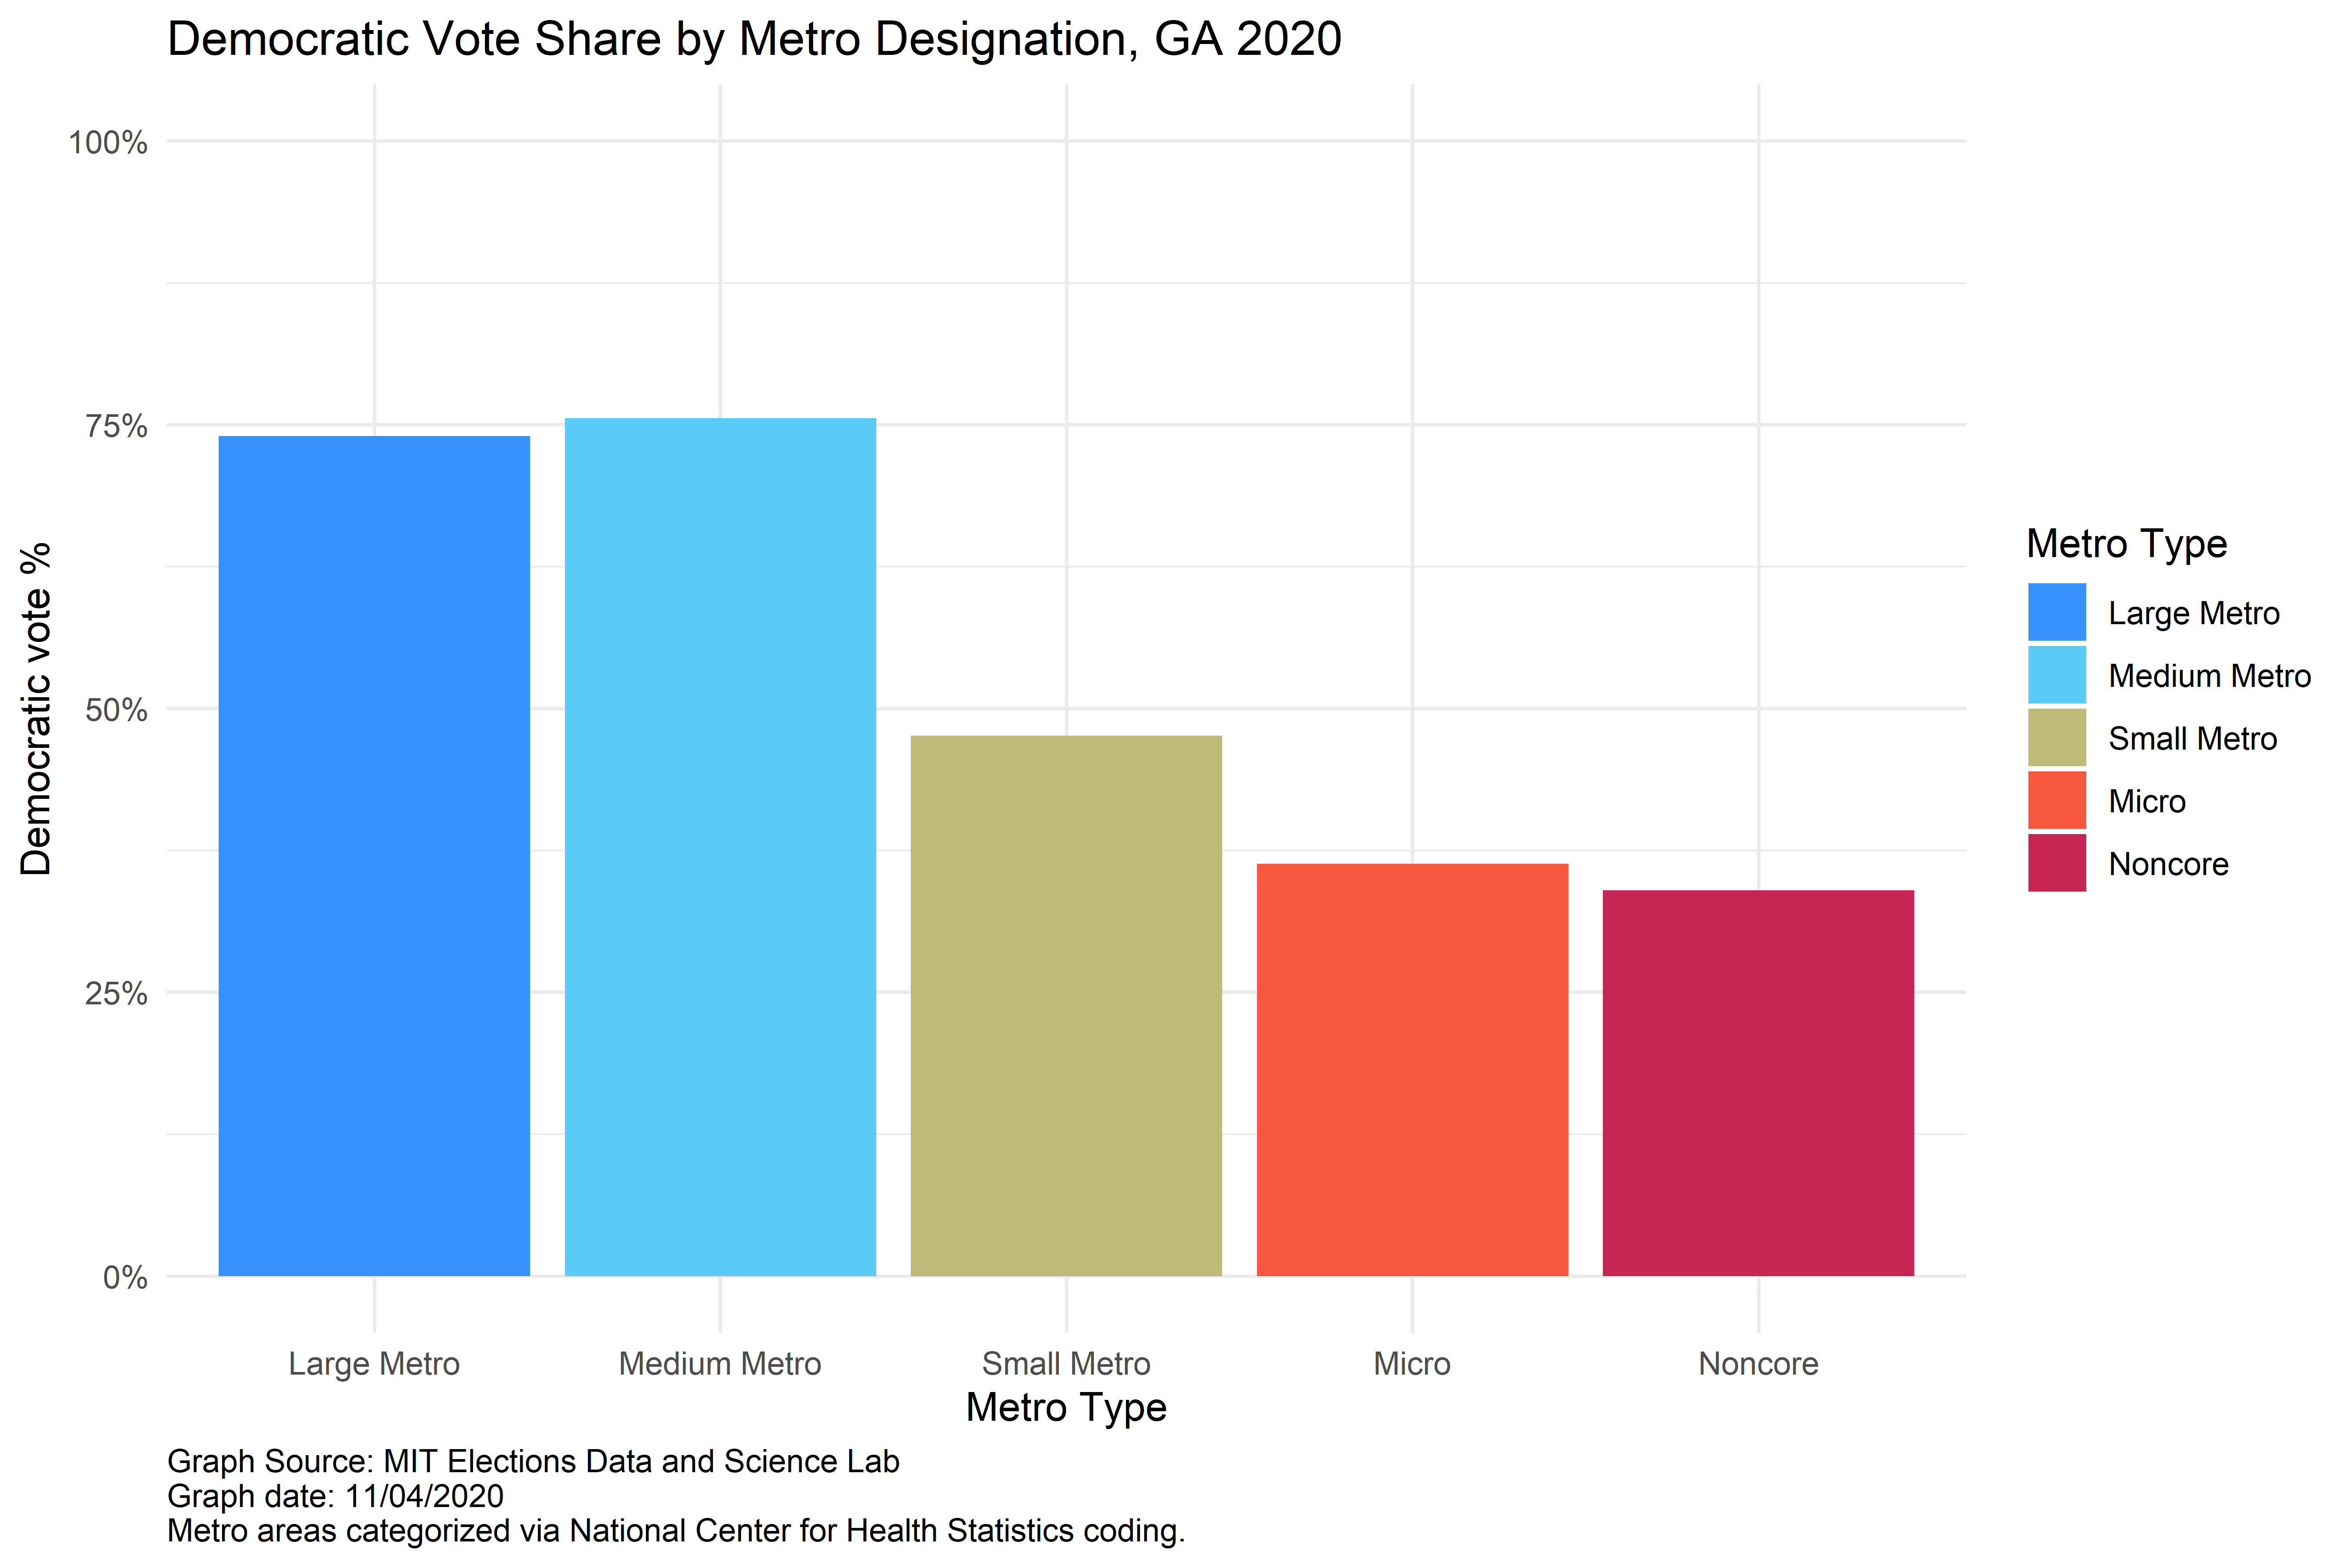 Democratic Vote Share by Metro Designation, GA 2020
100%
75%
50%
25%
0%
Democratic vote %
Large Metro
Medium Metro
Small Metro
Micro
Noncore
Metro Type
Metro Type
Large Metro
Medium Metro
Small Metro
Micro
Noncore
Graph Source: MIT Elections Data and Science Lab
Graph date: 11/04/2020
Metro areas categorized via National Center for Health Statistics coding.